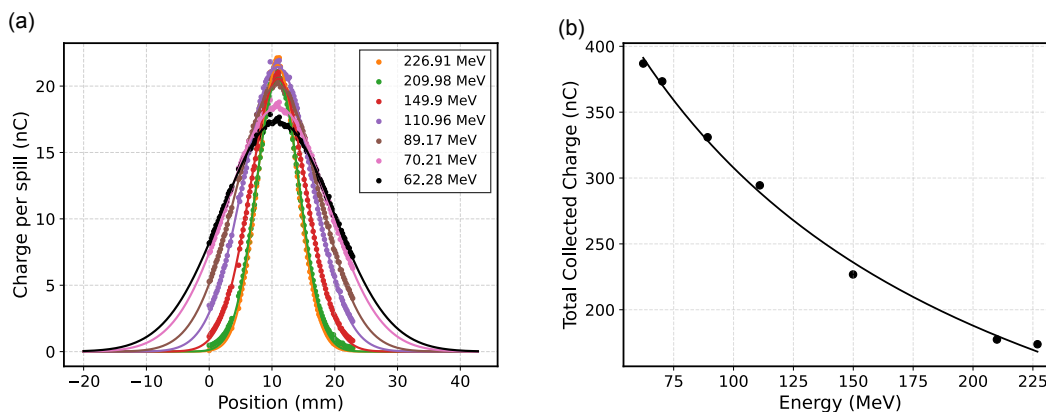 (a)
Charge per spill (nC)
20
15
10
5
0
−20
−10
0
10
20
30
40
Position (mm)
226.91 MeV
209.98 MeV
149.9 MeV
110.96 MeV
89.17 MeV
70.21 MeV
62.28 MeV
(b)
Total Collected Charge (nC)
400
350
300
250
200
75
100
125
150
175
200
225
Energy (MeV)